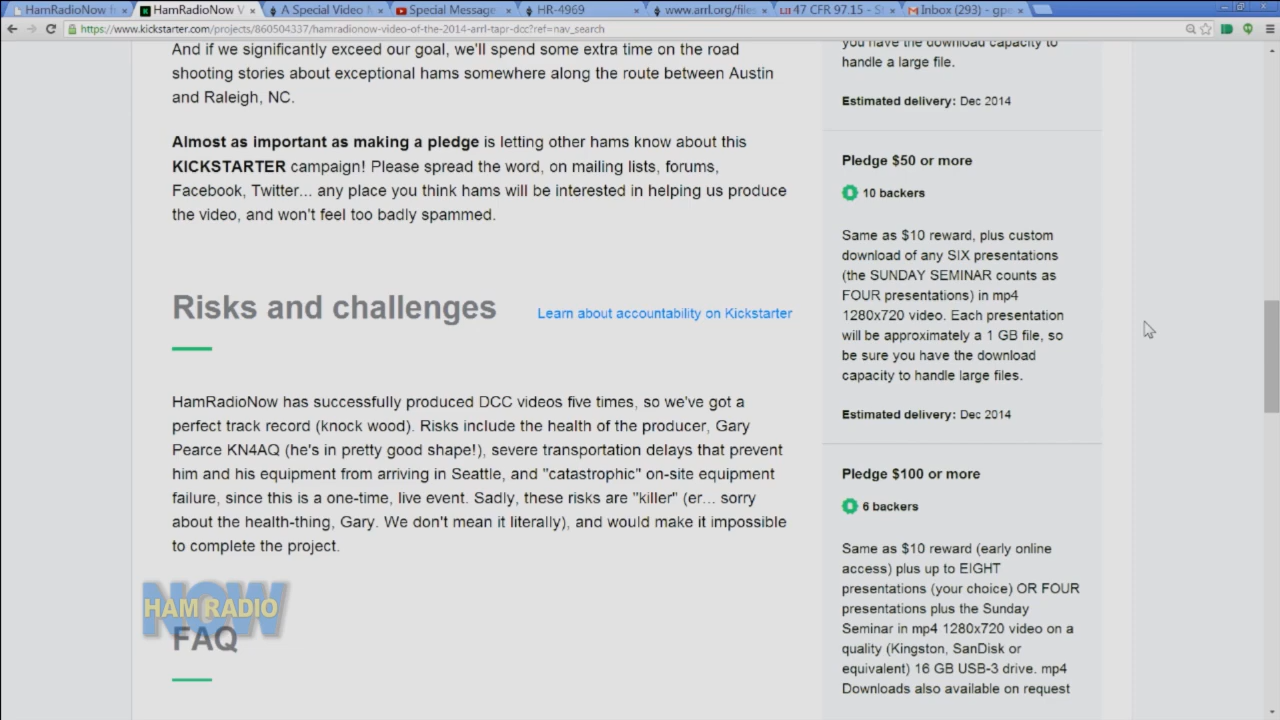 HamRadioNow
HamRadioNow V
A Special Video
Special Message
HR-4969
www.arrl.org/files
47 CFR 97.15 - S
Inbox (293) - gpe
https://www.kickstarter.com/projects/860504337/hamradionow-video-of-the-2014-arrl-tapr-dcc?ref=nav_search
And if we significantly exceed our goal, we'll spend some extra time on the road
shooting stories about exceptional hams somewhere along the route between Austin
and Raleigh, NC.
Almost as important as making a pledge is letting other hams know about this
KICKSTARTER campaign! Please spread the word, on mailing lists, forums,
Facebook, Twitter... any place you think hams will be interested in helping us produce
the video, and won't feel too badly spammed.
Risks and challenges
Learn about accountability on Kickstarter
HamRadioNow has successfully produced DCC videos five times, so we've got a
perfect track record (knock wood). Risks include the health of the producer, Gary
Pearce KN4AQ (he's in pretty good shape!), severe transportation delays that prevent
him and his equipment from arriving in Seattle, and "catastrophic" on-site equipment
failure, since this is a one-time, live event. Sadly, these risks are "killer" (er... sorry
about the health-thing, Gary. We don't mean it literally), and would make it impossible
to complete the project.
NOW
HAM RADIO
FAQ
you have the download capacity to
handle a large file.
Estimated delivery: Dec 2014
Pledge $50 or more
10 backers
Same as $10 reward, plus custom
download of any SIX presentations
(the SUNDAY SEMINAR counts as
FOUR presentations) in mp4
1280x720 video. Each presentation
will be approximately a 1 GB file, so
be sure you have the download
capacity to handle large files.
Estimated delivery: Dec 2014
Pledge $100 or more
6 backers
Same as $10 reward (early online
access) plus up to EIGHT
presentations (your choice) OR FOUR
presentations plus the Sunday
Seminar in mp4 1280x720 video on a
quality (Kingston, SanDisk or
equivalent) 16 GB USB-3 drive. mp4
Downloads also available on request